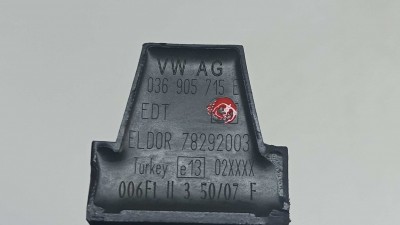 VW AG
036 905 715 E
EDT
ELDOR 78292003
Turkey e13 02XXXX
006FI II 3 50/07 F